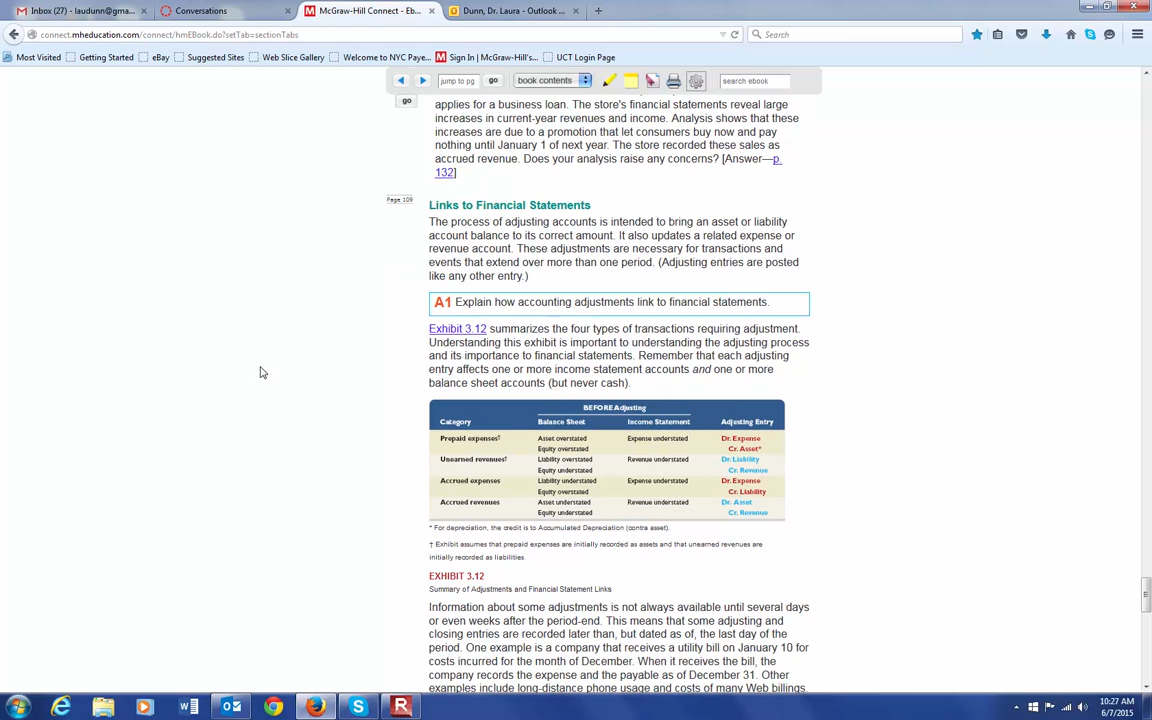 Inbox (27) - laudunn@gma...
Conversations
McGraw-Hill Connect - Eb...
Dunn, Dr. Laura - Outlook ...
connect.mheducation.com/connect/hmEBook.do?setTab=sectionTabs
Search
Most Visited
Getting Started
eBay
Suggested Sites
Web Slice Gallery
Welcome to NYC Paye...
Sign In | McGraw-Hill's...
UCT Login Page
jump to pg
go
book contents
search ebook
go
applies for a business loan. The store's financial statements reveal large
increases in current-year revenues and income. Analysis shows that these
increases are due to a promotion that let consumers buy now and pay
nothing until January 1 of next year. The store recorded these sales as
accrued revenue. Does your analysis raise any concerns? [Answer—p.
132]
Page 109
Links to Financial Statements
The process of adjusting accounts is intended to bring an asset or liability
account balance to its correct amount. It also updates a related expense or
revenue account. These adjustments are necessary for transactions and
events that extend over more than one period. (Adjusting entries are posted
like any other entry.)
A1 Explain how accounting adjustments link to financial statements.
Exhibit 3.12 summarizes the four types of transactions requiring adjustment.
Understanding this exhibit is important to understanding the adjusting process
and its importance to financial statements. Remember that each adjusting
entry affects one or more income statement accounts and one or more
balance sheet accounts (but never cash).
BEFORE Adjusting
Category Balance Sheet Income Statement Adjusting Entry
Prepaid expenses† Asset overstated Expense understated Dr. Expense
Equity overstated Cr. Asset*
Unearned revenues† Liability overstated Revenue understated Dr. Liability
Equity understated Cr. Revenue
Accrued expenses Liability understated Expense understated Dr. Expense
Equity overstated Cr. Liability
Accrued revenues Asset understated Revenue understated Dr. Asset
Equity understated Cr. Revenue
* For depreciation, the credit is to Accumulated Depreciation (contra asset).
† Exhibit assumes that prepaid expenses are initially recorded as assets and that unearned revenues are
initially recorded as liabilities.
EXHIBIT 3.12
Summary of Adjustments and Financial Statement Links
Information about some adjustments is not always available until several days
or even weeks after the period-end. This means that some adjusting and
closing entries are recorded later than, but dated as of, the last day of the
period. One example is a company that receives a utility bill on January 10 for
costs incurred for the month of December. When it receives the bill, the
company records the expense and the payable as of December 31. Other
examples include long-distance phone usage and costs of many Web billings.
10:27 AM
6/7/2015